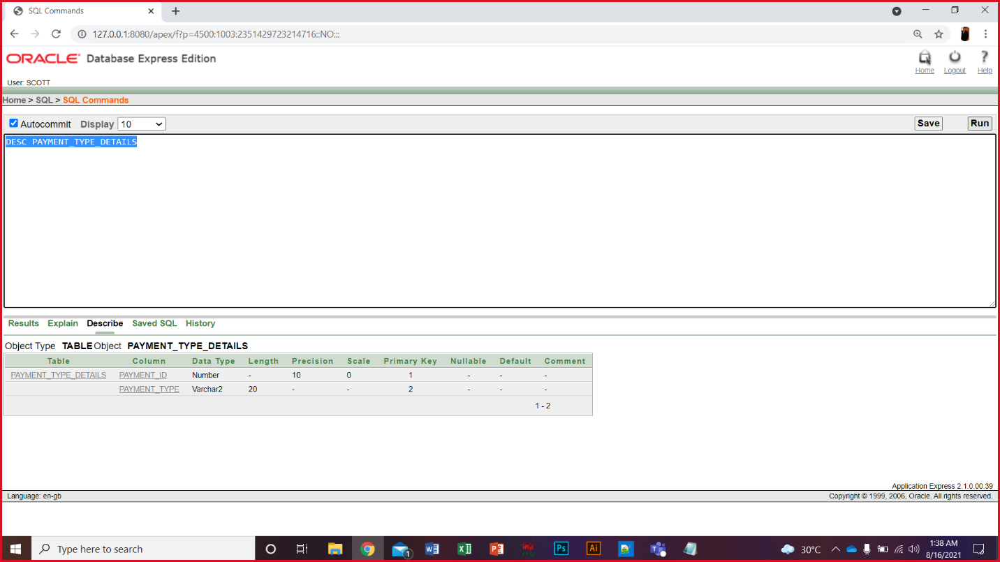 SQL Commands
127.0.0.1:8080/apex/f?p=4500:1003:2351429723214716::NO:::
ORACLE Database Express Edition
Home Logout Help
User: SCOTT
Home > SQL > SQL Commands
Autocommit Display 10 Save Run
DESC PAYMENT_TYPE_DETAILS
Results Explain Describe Saved SQL History
Object Type TABLE Object PAYMENT_TYPE_DETAILS
Table Column Data Type Length Precision Scale Primary Key Nullable Default Comment
PAYMENT_TYPE_DETAILS PAYMENT_ID Number - 10 0 1 - - -
PAYMENT_TYPE Varchar2 20 - - 2 - - -
1 - 2
Application Express 2.1.0.00.39
Language: en-gb Copyright © 1999, 2006, Oracle. All rights reserved.
Type here to search 1 Ps Ai 30°C 1:38 AM
8/16/2021